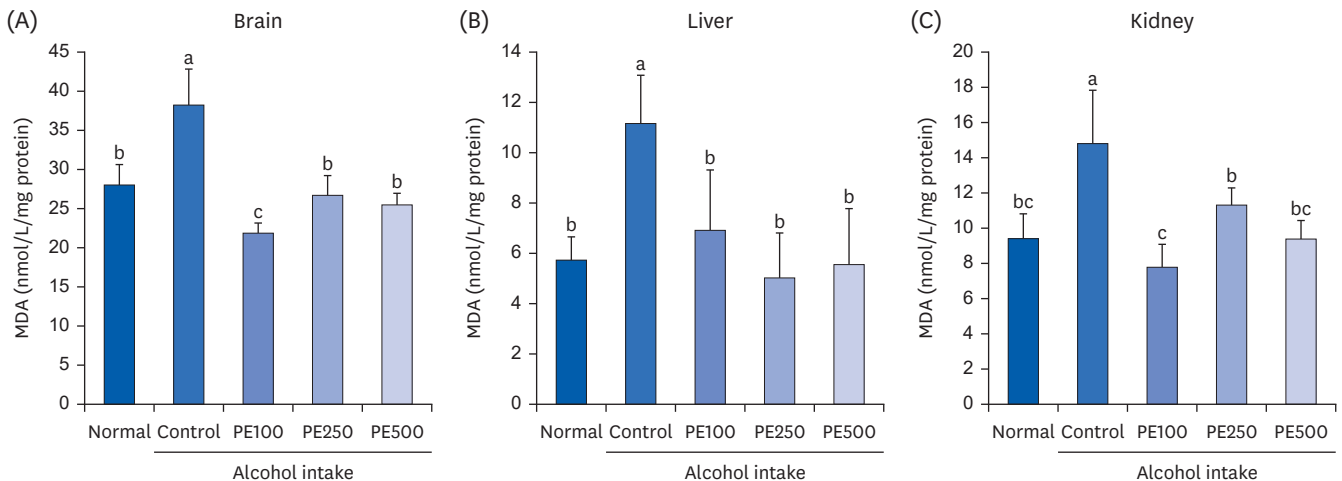 (A) Brain
MDA (nmol/L/mg protein)
45
40
35
30
25
20
15
10
5
0
b
a
c
b
b
Normal Control PE100 PE250 PE500
Alcohol intake
(B) Liver
MDA (nmol/L/mg protein)
14
12
10
8
6
4
2
0
b
a
b
b
b
Normal Control PE100 PE250 PE500
Alcohol intake
(C) Kidney
MDA (nmol/L/mg protein)
20
18
16
14
12
10
8
6
4
2
0
bc
a
c
b
bc
Normal Control PE100 PE250 PE500
Alcohol intake